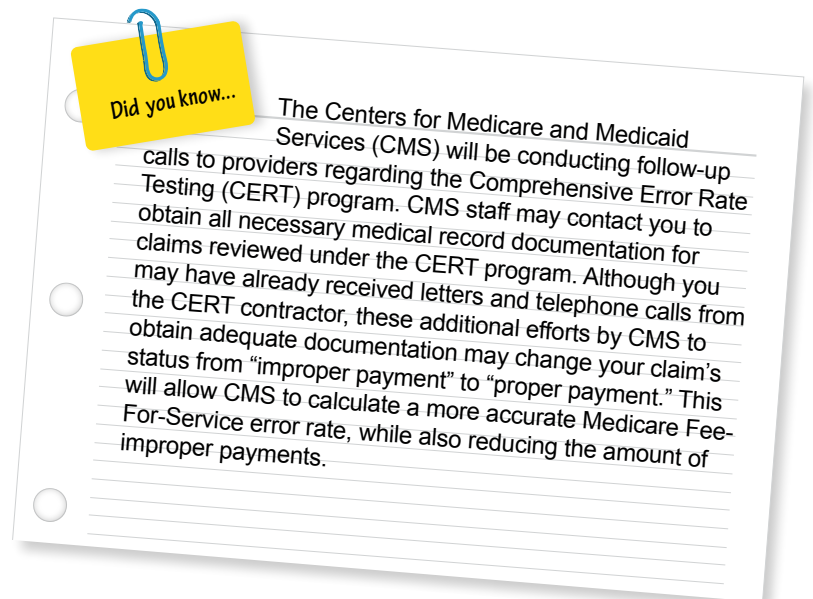 Did you know...
The Centers for Medicare and Medicaid
Services (CMS) will be conducting follow-up
calls to providers regarding the Comprehensive Error Rate
Testing (CERT) program. CMS staff may contact you to
obtain all necessary medical record documentation for
claims reviewed under the CERT program. Although you
may have already received letters and telephone calls from
the CERT contractor, these additional efforts by CMS to
obtain adequate documentation may change your claim's
status from “improper payment” to “proper payment.” This
will allow CMS to calculate a more accurate Medicare Fee-
For-Service error rate, while also reducing the amount of
improper payments.